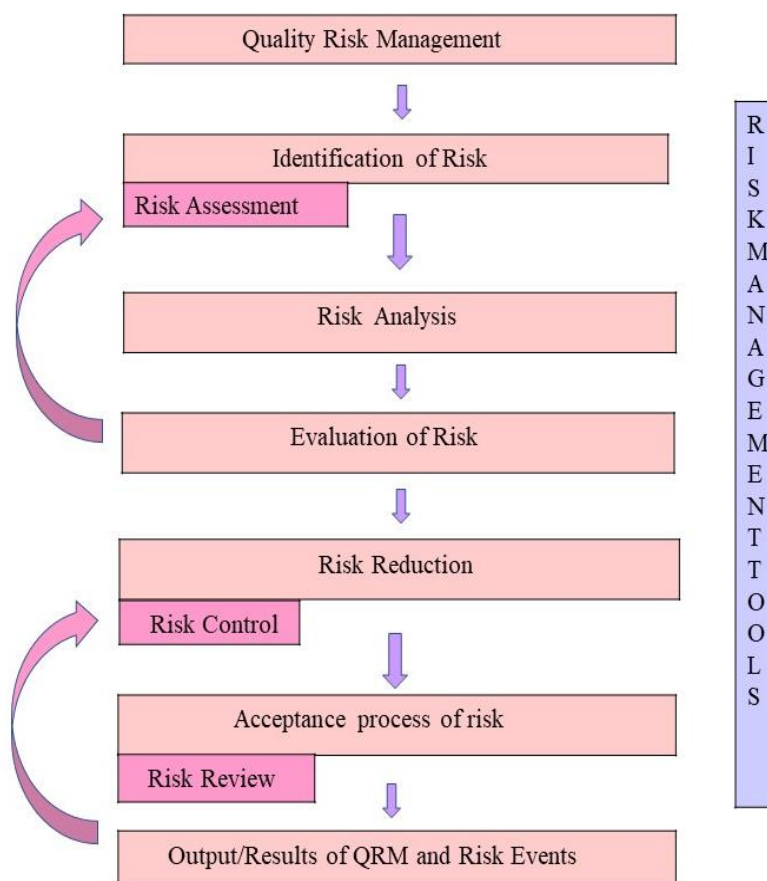 Quality Risk Management
Identification of Risk
Risk Assessment
Risk Analysis
Evaluation of Risk
Risk Reduction
Risk Control
Acceptance process of risk
Risk Review
Output/Results of QRM and Risk Events
R
I
S
K
M
A
N
A
G
E
M
E
N
T
T
O
O
L
S